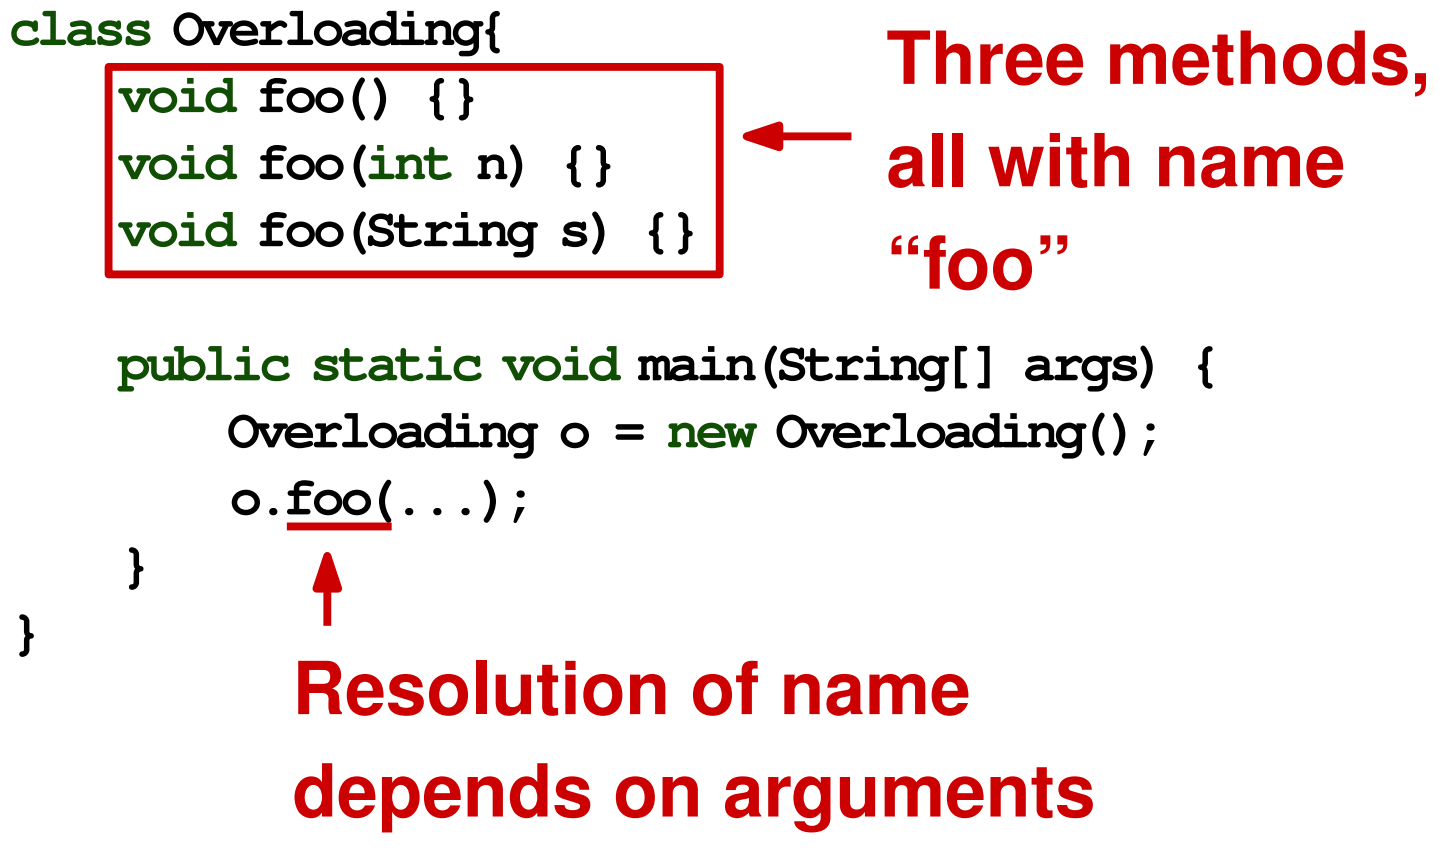 class Overloading{
void foo() {}
void foo(int n) {}
void foo(String s) {}
Three methods,
all with name
“foo”
public static void main(String[] args) {
Overloading o = new Overloading();
o.foo(...);
}
}
Resolution of name
depends on arguments